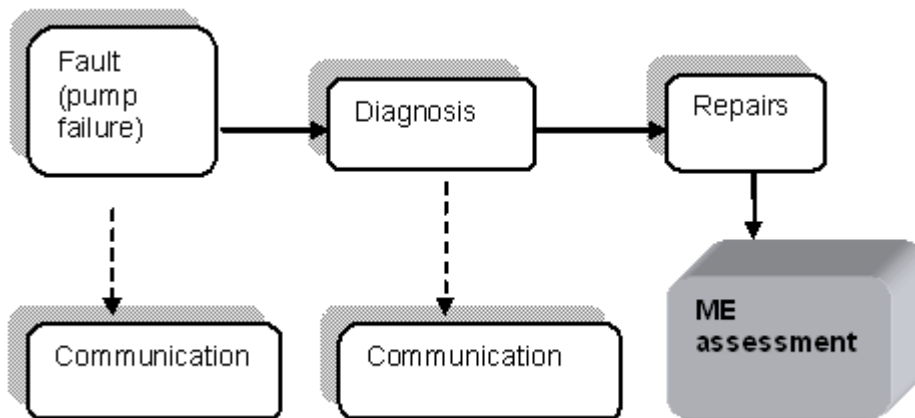 Fault
(pump
failure)
Diagnosis
Repairs
Communication
Communication
ME
assessment